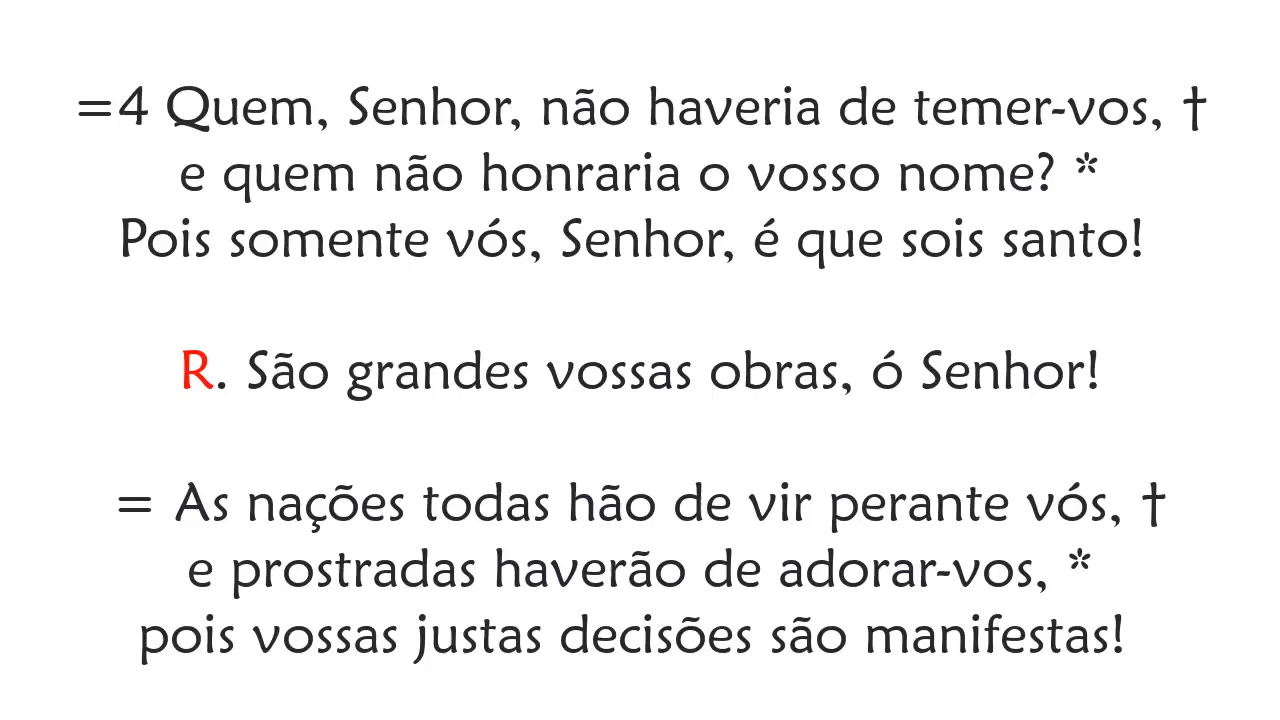 =4 Quem, Senhor, não haveria de temer-vos, †
e quem não honraria o vosso nome? *
Pois somente vós, Senhor, é que sois santo!
R. São grandes vossas obras, ó Senhor!
= As nações todas hão de vir perante vós, †
e prostradas haverão de adorar-vos, *
pois vossas justas decisões são manifestas!